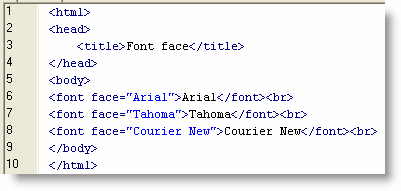 1 <html>
2 <head>
3 <title>Font face</title>
4 </head>
5 <body>
6 <font face="Arial">Arial</font><br>
7 <font face="Tahoma">Tahoma</font><br>
8 <font face="Courier New">Courier New</font><br>
9 </body>
10 </html>